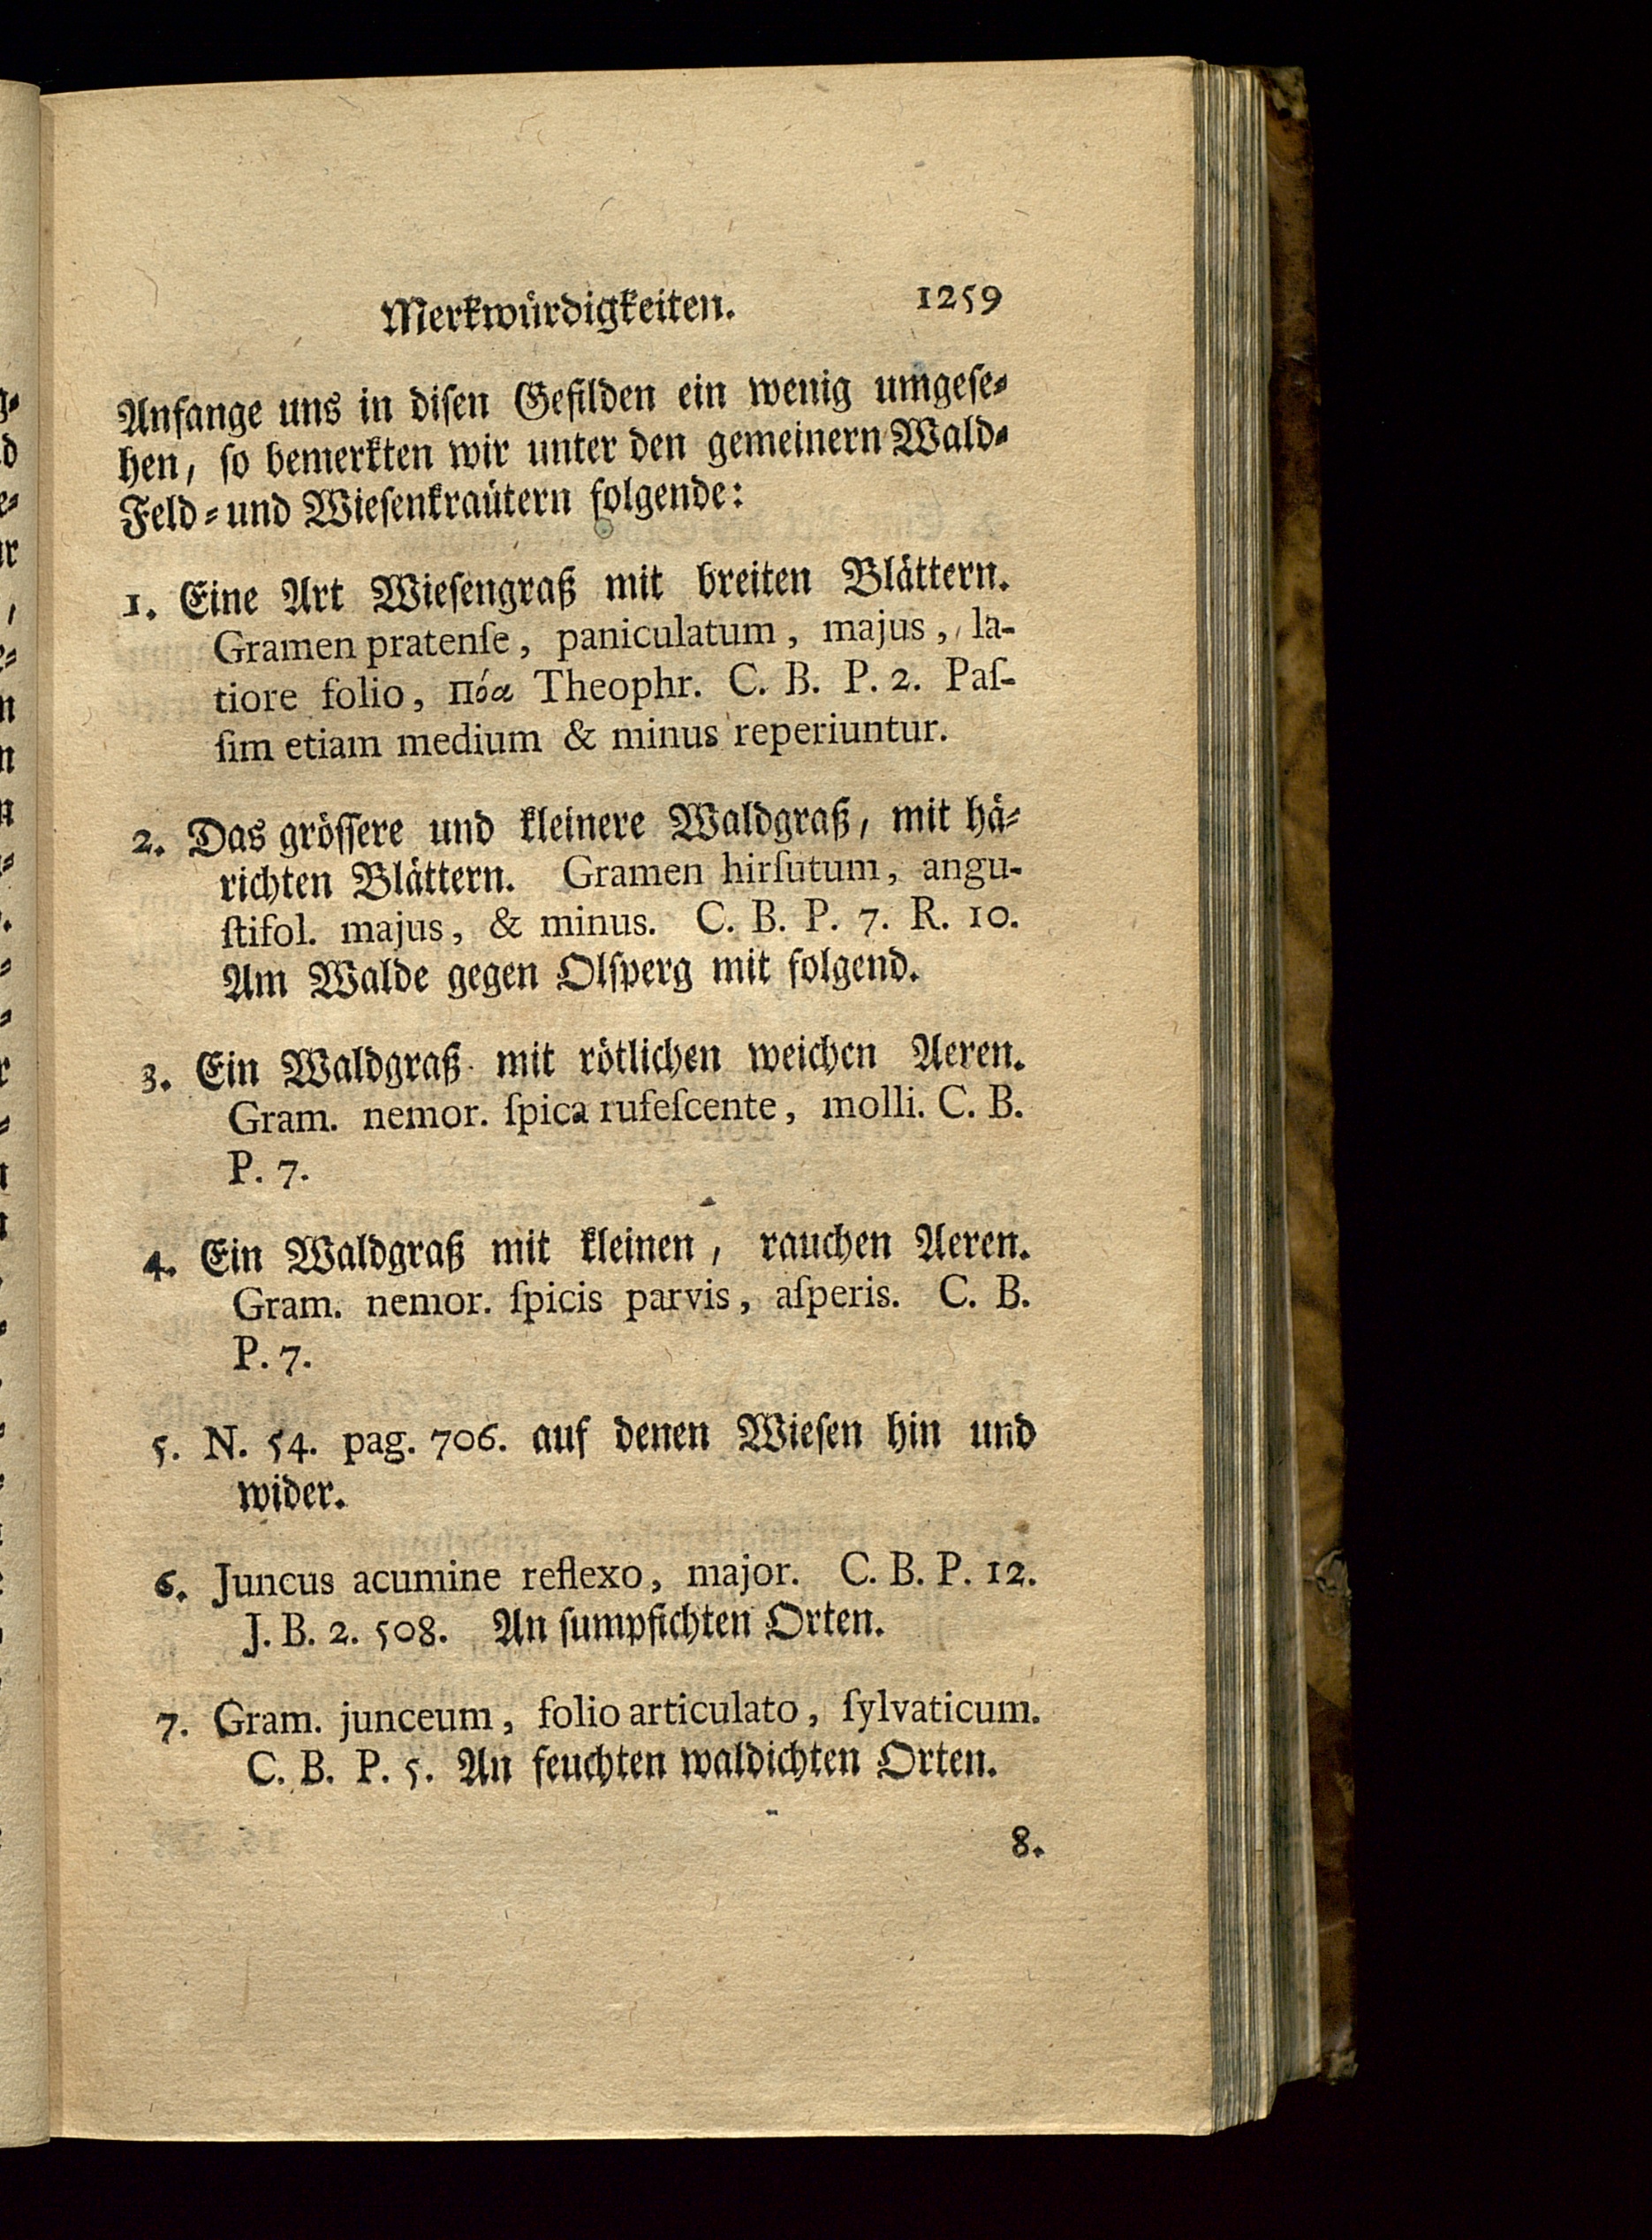 Merkwürdigkeiten. 1259
Anfange uns in diſen Gefilden ein wenig umgeſe⸗
hen, ſo bemerkten wir unter den gemeinern Wald⸗
Feld⸗ und Wieſenkraütern folgende:
1. Eine Art Wieſengraß mit breiten Blättern.
Gramen pratenſe, paniculatum, majus, la-
tiore folio, Πόα Theophr. C. B. P. 2. Paſ-
ſim etiam medium & minus reperiuntur.
2. Das gröſſere und kleinere Waldgraß, mit hä⸗
richten Blättern. Gramen hirſutum, angu-
ſtifol. majus, & minus. C. B. P. 7. R. 10.
Am Walde gegen Olſperg mit folgend.
3. Ein Waldgraß mit rötlichen weichen Aeren.
Gram. nemor. ſpica rufeſcente, molli. C. B.
P. 7.
4. Ein Waldgraß mit kleinen, rauchen Aeren.
Gram. nemor. ſpicis parvis, aſperis. C. B.
P. 7.
5. N. 54. pag. 706. auf denen Wieſen hin und
wider.
6. Juncus acumine reflexo, major. C. B. P. 12.
J. B. 2. 508. An ſumpfichten Orten.
7. Gram. junceum, folio articulato, ſylvaticum.
C. B. P. 5. An feuchten waldichten Orten.
8.